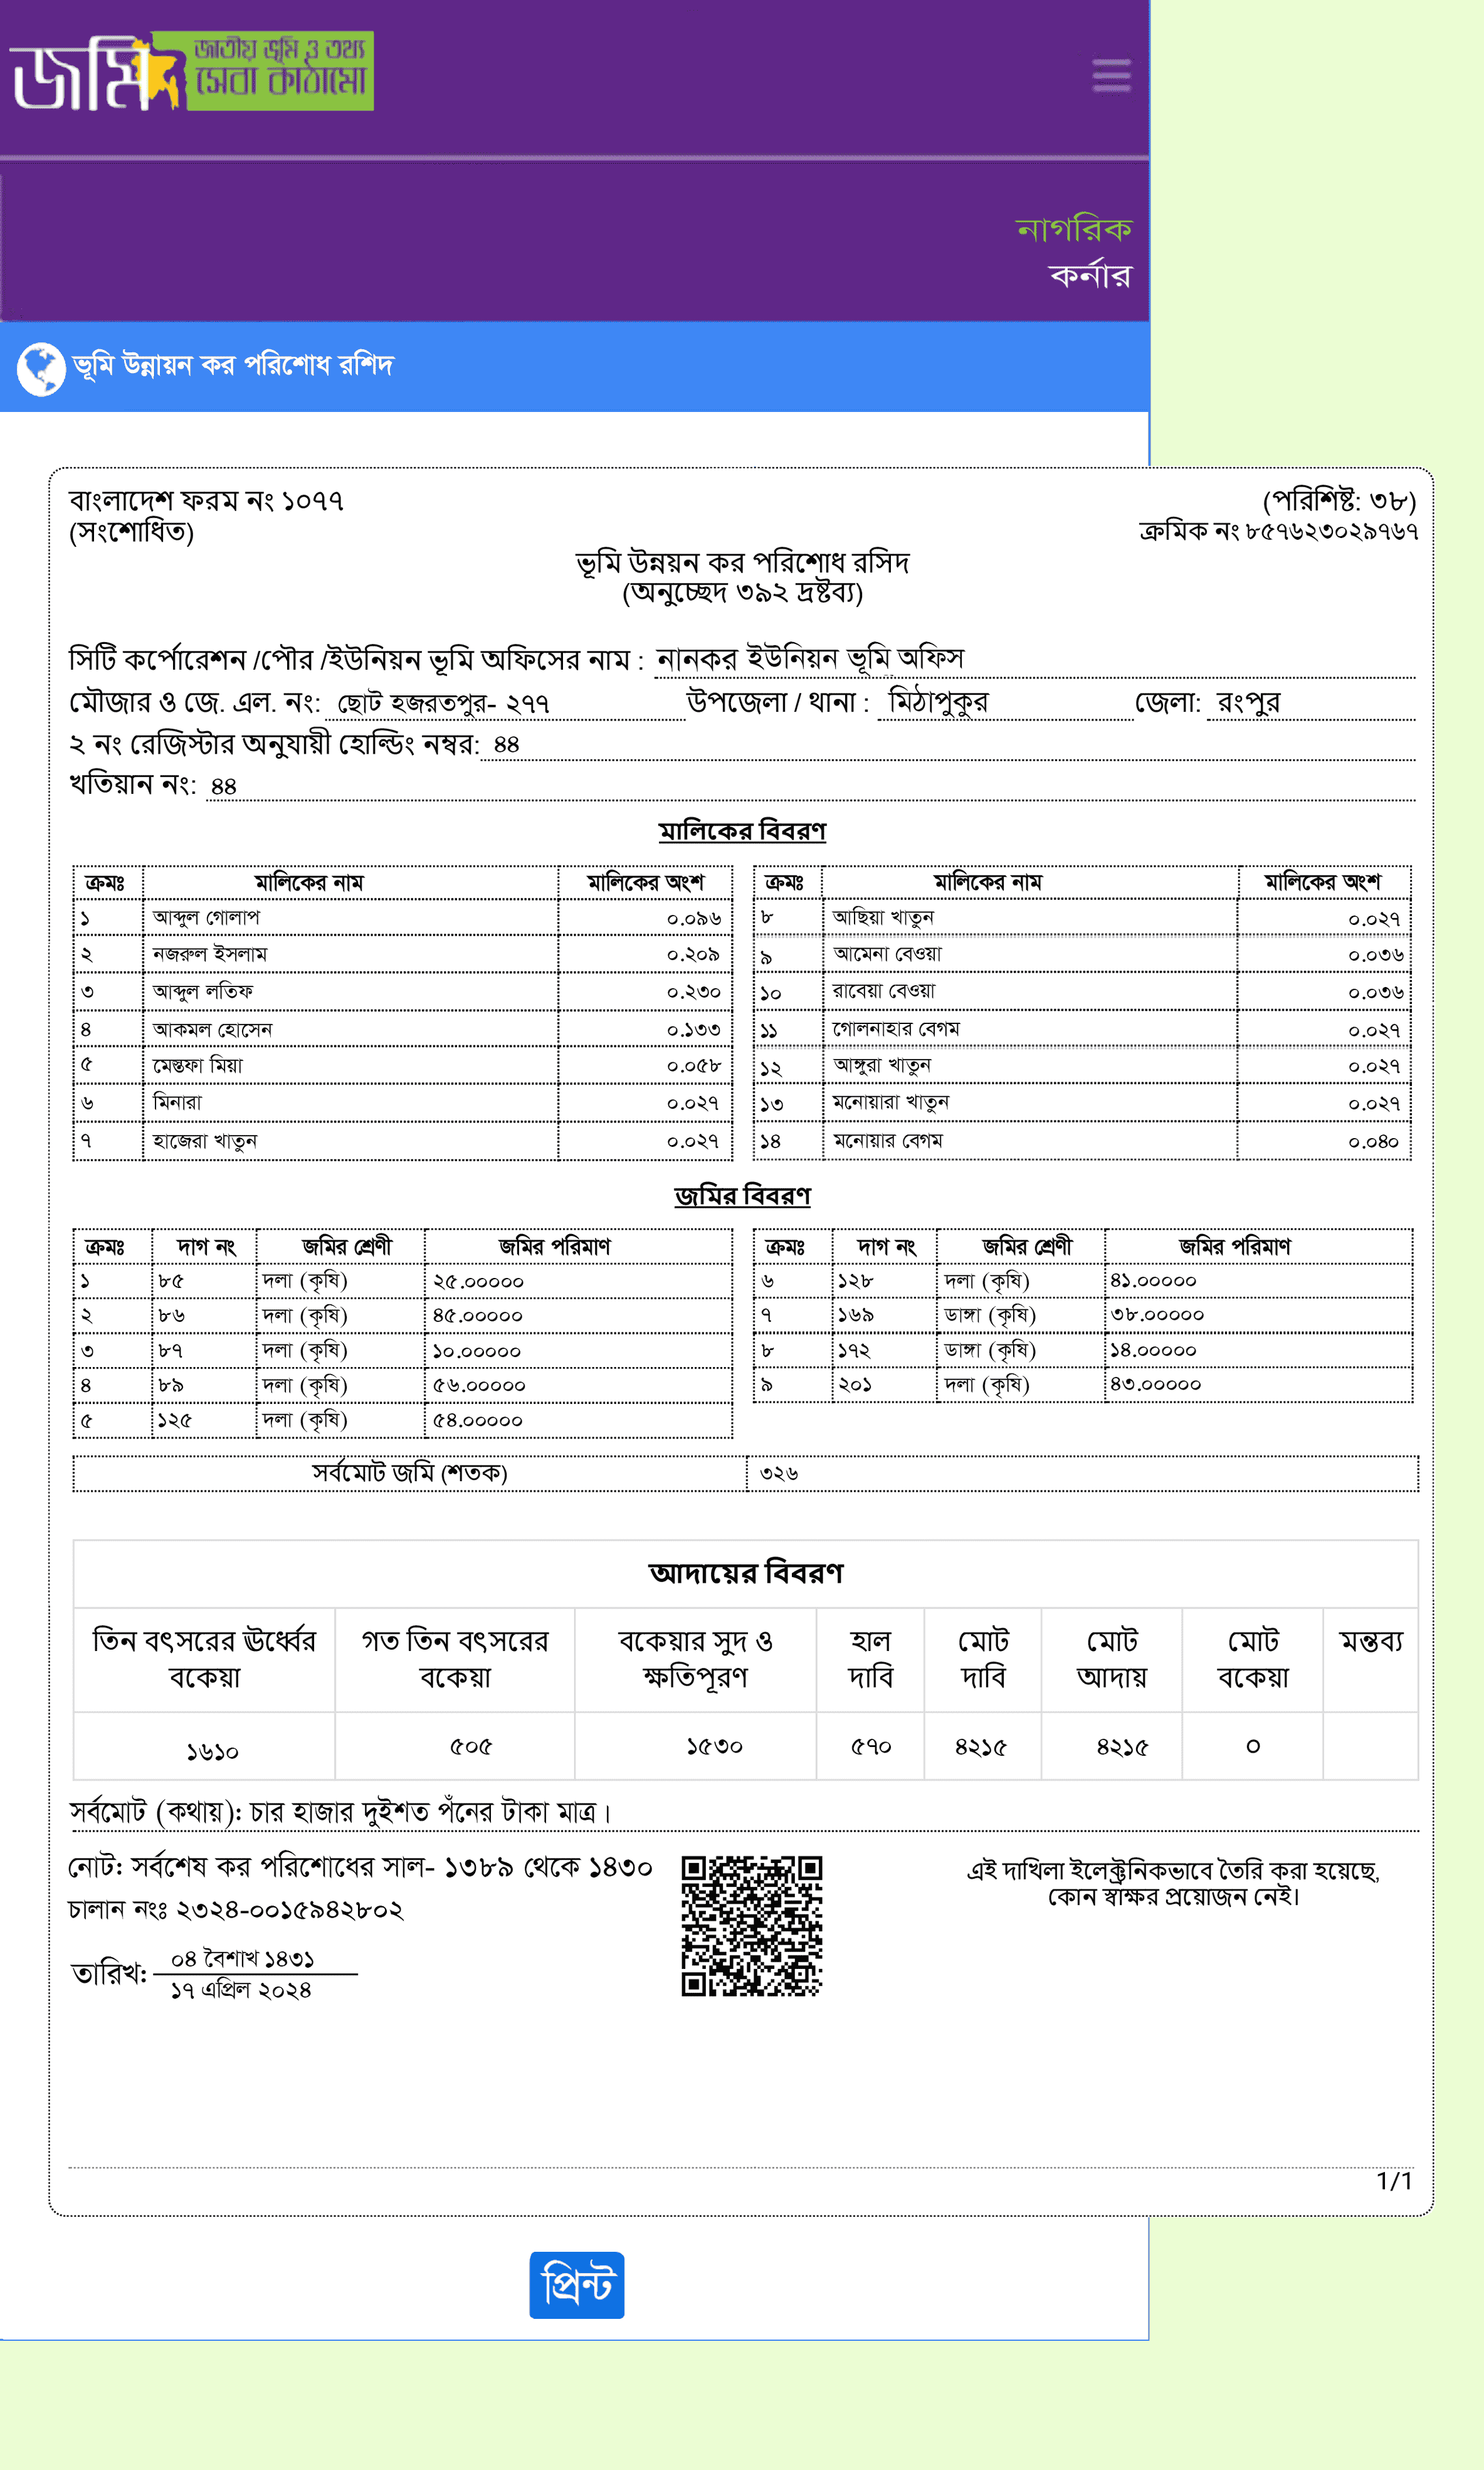 জমি জাতীয় ভূমি ও তথ্য
সেবা কাঠামো
নাগরিক
কর্নার
ভূমি উন্নায়ন কর পরিশোধ রশিদ
বাংলাদেশ ফরম নং ১০৭৭ (পরিশিষ্ট: ৩৮)
(সংশোধিত) ক্রমিক নং ৮৫৭৬২৩০২৯৭৬৭
ভূমি উন্নয়ন কর পরিশোধ রসিদ
(অনুচ্ছেদ ৩৯২ দ্রষ্টব্য)
সিটি কর্পোরেশন /পৌর /ইউনিয়ন ভূমি অফিসের নাম : নানকর ইউনিয়ন ভূমি অফিস
মৌজার ও জে. এল. নং: ছোট হজরতপুর- ২৭৭ উপজেলা / থানা : মিঠাপুকুর জেলা: রংপুর
২ নং রেজিস্টার অনুযায়ী হোল্ডিং নম্বর: ৪৪
খতিয়ান নং: ৪৪
মালিকের বিবরণ
ক্রমঃ মালিকের নাম মালিকের অংশ ক্রমঃ মালিকের নাম মালিকের অংশ
১ আব্দুল গোলাপ ০.০৯৬ ৮ আছিয়া খাতুন ০.০২৭
২ নজরুল ইসলাম ০.২০৯ ৯ আমেনা বেওয়া ০.০৩৬
৩ আব্দুল লতিফ ০.২৩০ ১০ রাবেয়া বেওয়া ০.০৩৬
৪ আকমল হোসেন ০.১৩৩ ১১ গোলনাহার বেগম ০.০২৭
৫ মেস্তফা মিয়া ০.০৫৮ ১২ আঙ্গুরা খাতুন ০.০২৭
৬ মিনারা ০.০২৭ ১৩ মনোয়ারা খাতুন ০.০২৭
৭ হাজেরা খাতুন ০.০২৭ ১৪ মনোয়ার বেগম ০.০৪০
জমির বিবরণ
ক্রমঃ দাগ নং জমির শ্রেণী জমির পরিমাণ ক্রমঃ দাগ নং জমির শ্রেণী জমির পরিমাণ
১ ৮৫ দলা (কৃষি) ২৫.০০০০০ ৬ ১২৮ দলা (কৃষি) ৪১.০০০০০
২ ৮৬ দলা (কৃষি) ৪৫.০০০০০ ৭ ১৬৯ ডাঙ্গা (কৃষি) ৩৮.০০০০০
৩ ৮৭ দলা (কৃষি) ১০.০০০০০ ৮ ১৭২ ডাঙ্গা (কৃষি) ১৪.০০০০০
৪ ৮৯ দলা (কৃষি) ৫৬.০০০০০ ৯ ২০১ দলা (কৃষি) ৪৩.০০০০০
৫ ১২৫ দলা (কৃষি) ৫৪.০০০০০
সর্বমোট জমি (শতক) ৩২৬
আদায়ের বিবরণ
তিন বৎসরের ঊর্ধ্বের গত তিন বৎসরের বকেয়ার সুদ ও হাল মোট মোট মোট মন্তব্য
বকেয়া বকেয়া ক্ষতিপূরণ দাবি দাবি আদায় বকেয়া
১৬১০ ৫০৫ ১৫৩০ ৫৭০ ৪২১৫ ৪২১৫ ০
সর্বমোট (কথায়): চার হাজার দুইশত পঁনের টাকা মাত্র।
নোট: সর্বশেষ কর পরিশোধের সাল- ১৩৮৯ থেকে ১৪৩০
চালান নংঃ ২৩২৪-০০১৫৯৪২৮০২
এই দাখিলা ইলেক্ট্রনিকভাবে তৈরি করা হয়েছে,
কোন স্বাক্ষর প্রয়োজন নেই।
তারিখ: ০৪ বৈশাখ ১৪৩১
১৭ এপ্রিল ২০২৪
1/1
প্রিন্ট